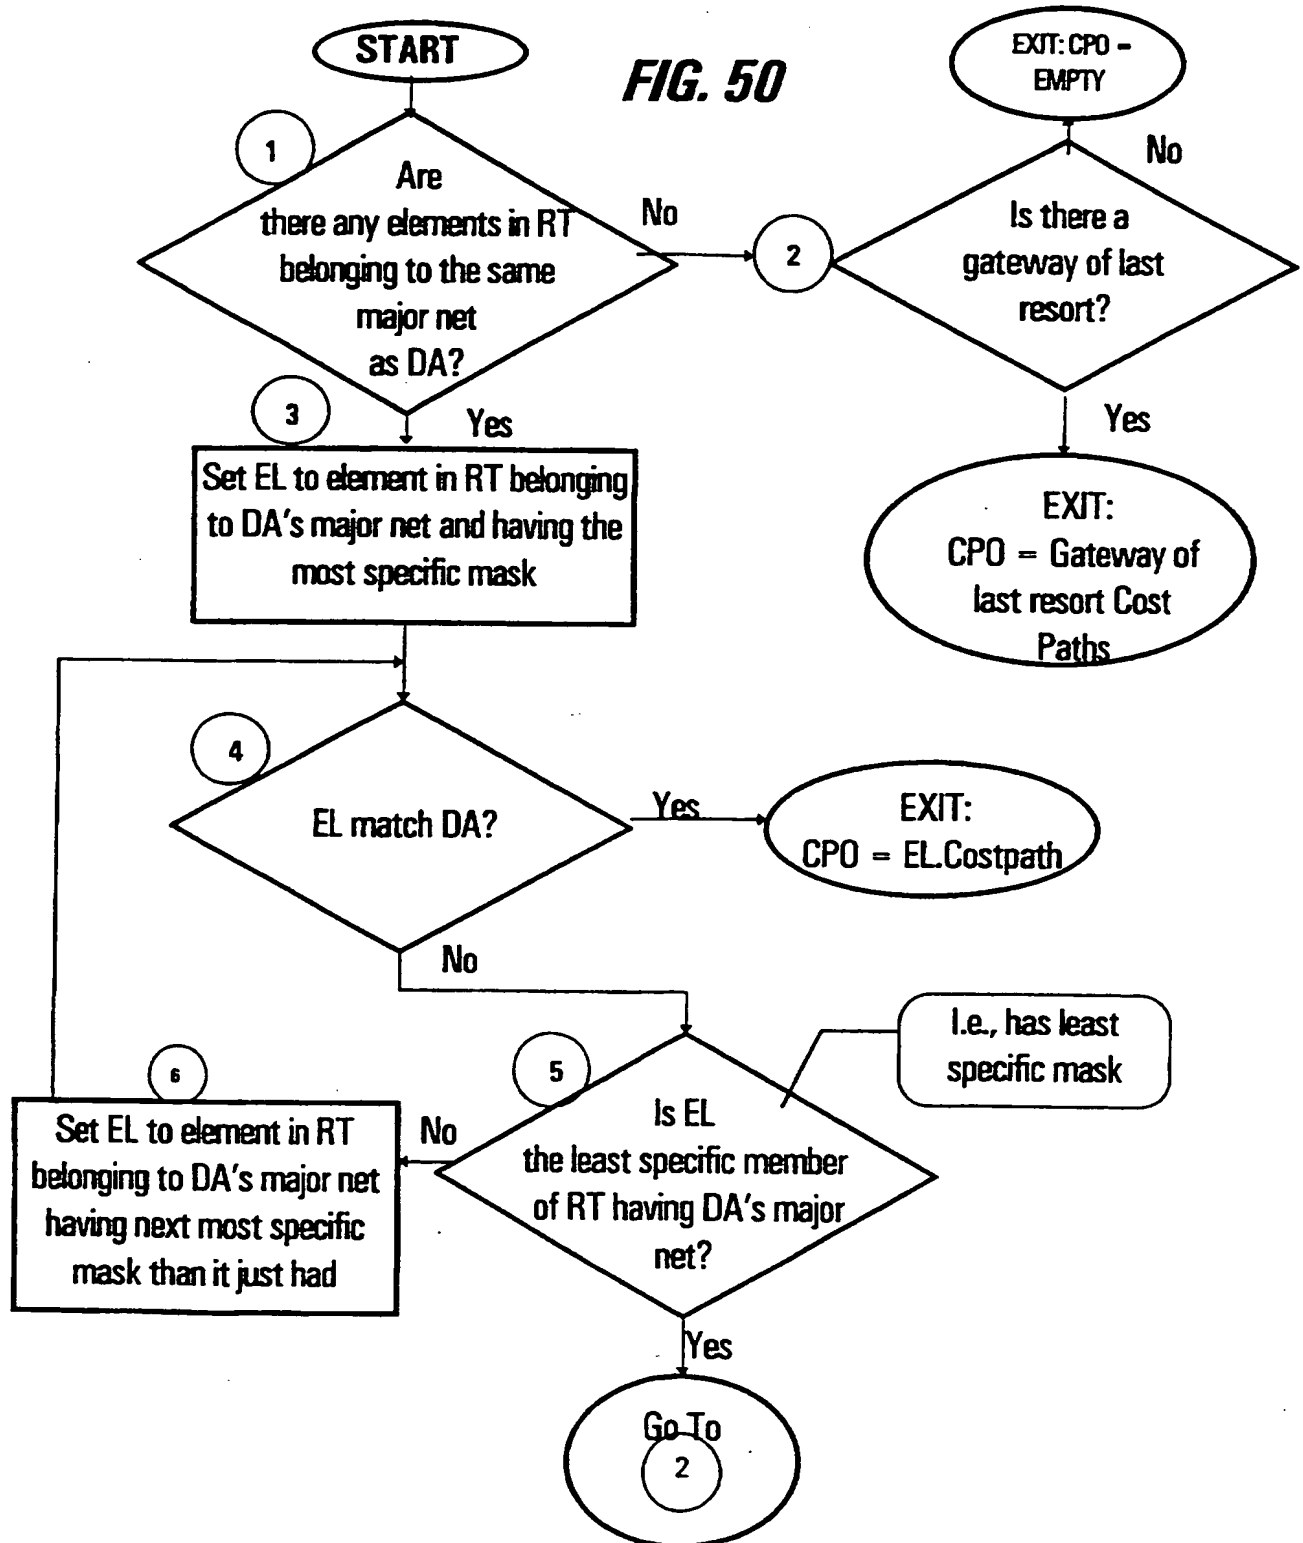 START
FIG. 50
EXIT: CPO -
EMPTY
1
Are
there any elements in RT
belonging to the same
major net
as DA?
No
2
Is there a
gateway of last
resort?
No
Yes
EXIT:
CPO = Gateway of
last resort Cost
Paths
3
Yes
Set EL to element in RT belonging
to DA's major net and having the
most specific mask
4
EL match DA?
Yes
EXIT:
CPO = EL.Costpath
No
I.e., has least
specific mask
5
Is EL
the least specific member
of RT having DA's major
net?
No
6
Set EL to element in RT
belonging to DA's major net
having next most specific
mask than it just had
Yes
Go To
2